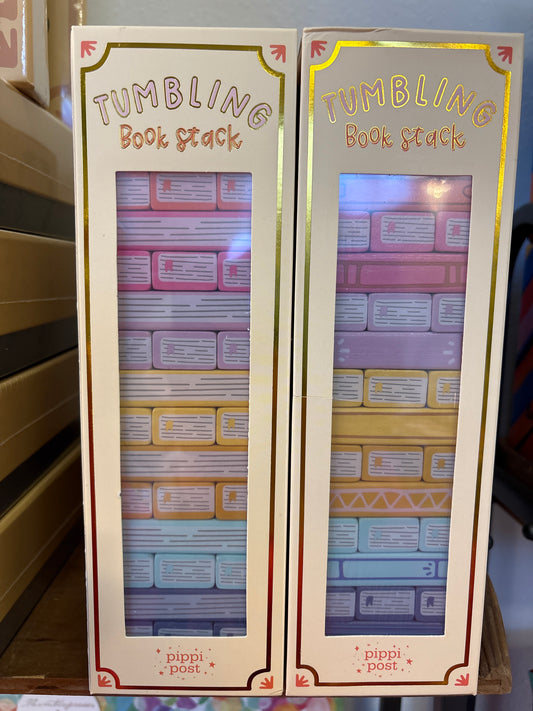 TUMBLING
Book Stack
pippi
post
TUMBLING
Book Stack
pippi
post